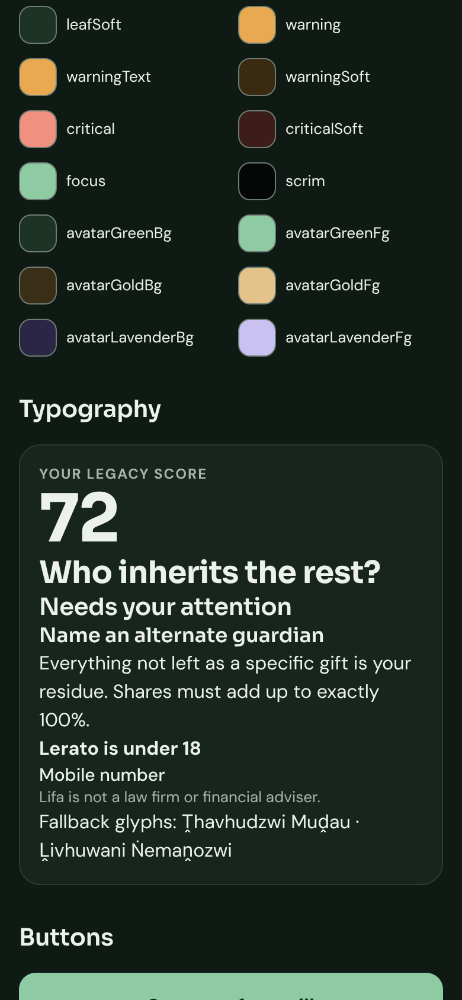 leafSoft
warning
warningText
warningSoft
critical
criticalSoft
focus
scrim
avatarGreenBg
avatarGreenFg
avatarGoldBg
avatarGoldFg
avatarLavenderBg
avatarLavenderFg
Typography
YOUR LEGACY SCORE
72
Who inherits the rest?
Needs your attention
Name an alternate guardian
Everything not left as a specific gift is your
residue. Shares must add up to exactly
100%.
Lerato is under 18
Mobile number
Lifa is not a law firm or financial adviser.
Fallback glyphs: Ṱhavhudzwi Muḓau ·
Ḽivhuwani Ṅemaṋozwi
Buttons